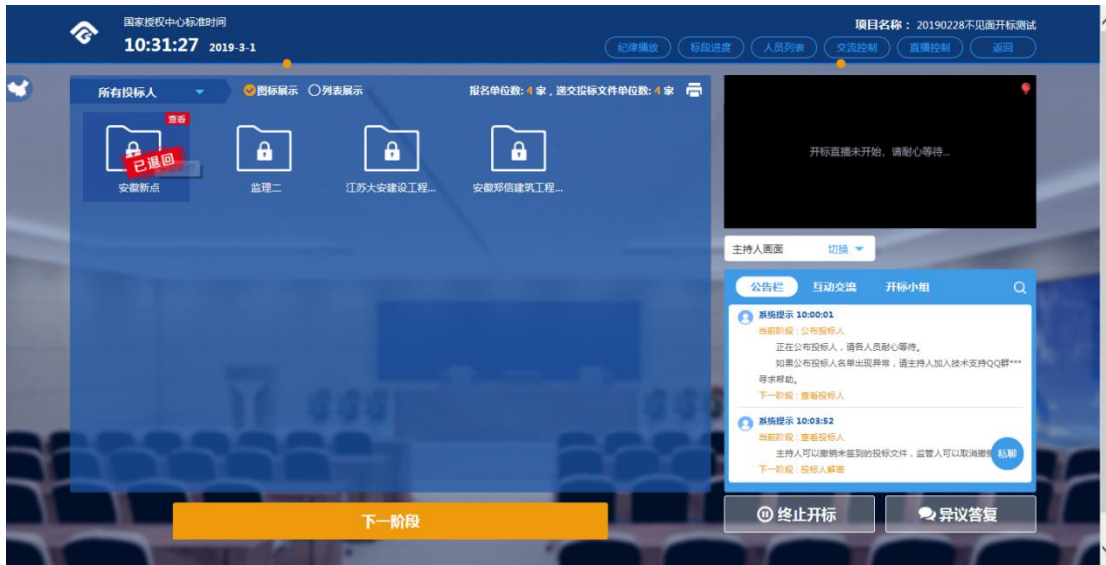 国家授权中心标准时间
10:31:27 2019-3-1
项目名称： 20190228不见面开标测试
纪律播放 标段进度 人员列表 交流控制 直播控制 返回
所有投标人 图标展示 列表展示 报名单位数: 4 家，递交投标文件单位数: 4 家
查看
已退回
安徽新点 监理二 江苏大安建设工程... 安徽郑信建筑工程...
开标直播未开始，请耐心等待...
主持人画面 切换
公告栏 互动交流 开标小组
系统提示 10:00:01
当前阶段：公布投标人
正在公布投标人，请各人员耐心等待。
如果公布投标人名单出现异常，请主持人加入技术支持QQ群***
寻求帮助。
下一阶段：查看投标人
系统提示 10:03:52
当前阶段：查看投标人
主持人可以撤销未签到的投标文件，监管人可以取消撤
私聊
下一阶段：投标人解密
下一阶段
终止开标 异议答复